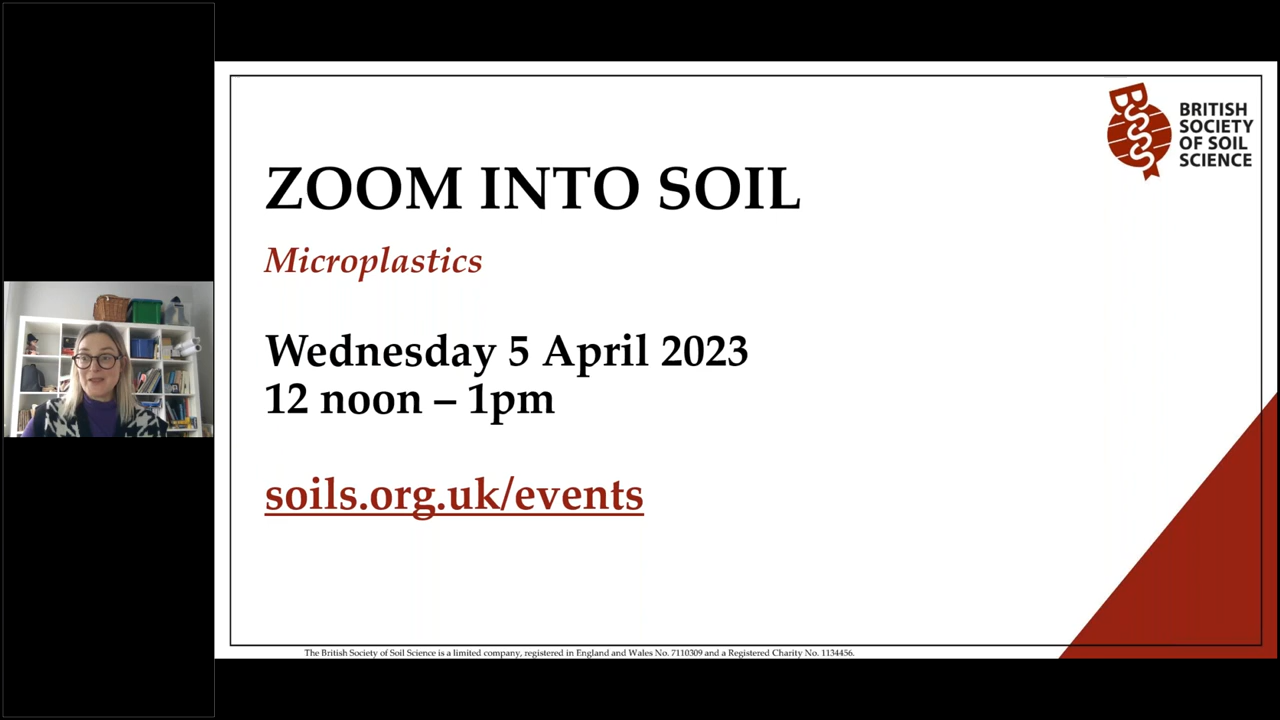 BSSS
BRITISH
SOCIETY
OF SOIL
SCIENCE
ZOOM INTO SOIL
Microplastics
Wednesday 5 April 2023
12 noon – 1pm
soils.org.uk/events
The British Society of Soil Science is a limited company, registered in England and Wales No. 7110309 and a Registered Charity No. 1134456.